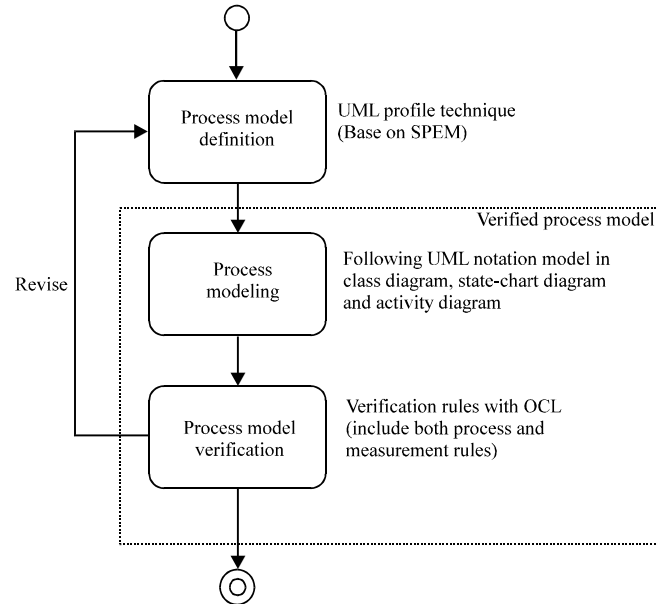 Process model
definition
UML profile technique
(Base on SPEM)
Verified process model
Process
modeling
Following UML notation model in
class diagram, state-chart diagram
and activity diagram
Revise
Process model
verification
Verification rules with OCL
(include both process and
measurement rules)